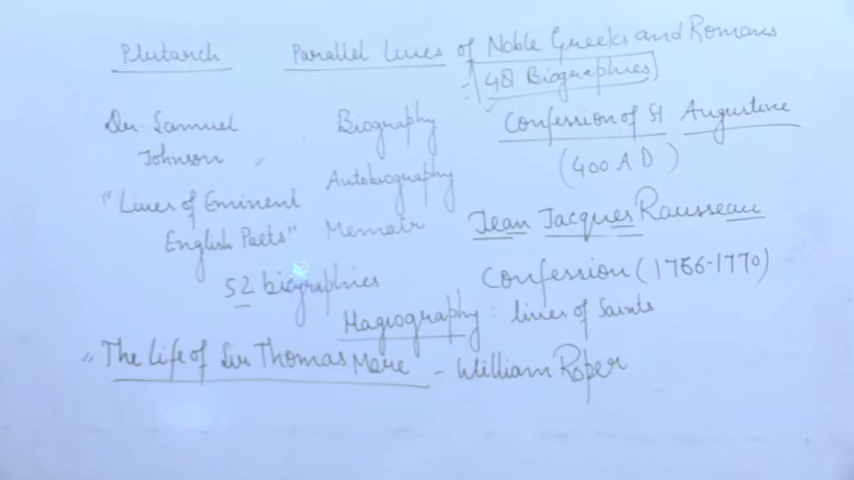 Plutarch Parallel Lives of Noble Greeks and Romans
48 Biographies
Dr. Samuel Biography Confession of St. Augustine
Johnson (400 A.D)
Autobiography
"Lives of Eminent
English Poets" Memoir Jean Jacques Rousseau
52 biographies Confession (1766-1770)
Hagiography: lives of Saints
"The Life of Sir Thomas More - William Roper